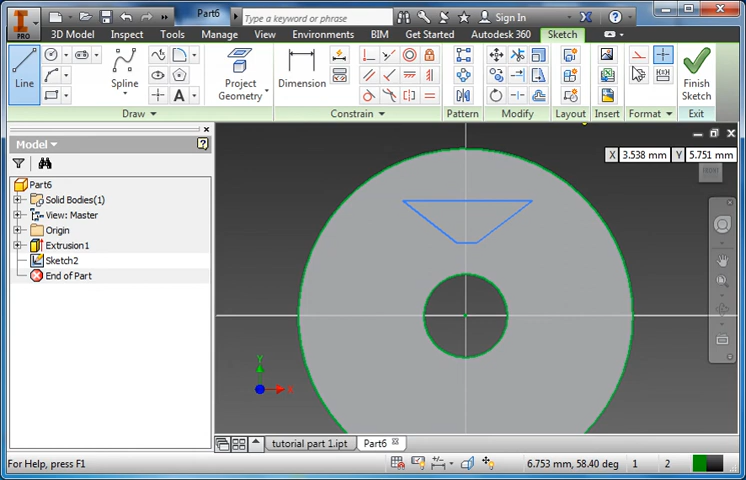 PRO
Part6
Type a keyword or phrase
Sign In
3D Model Inspect Tools Manage View Environments BIM Get Started Autodesk 360 Sketch
Line Spline Project Geometry Dimension Finish Sketch
Draw Constrain Pattern Modify Layout Insert Format Exit
Model
Part6
Solid Bodies(1)
View: Master
Origin
Extrusion1
Sketch2
End of Part
X 3.538 mm Y 5.751 mm
Y
tutorial part 1.ipt Part6
For Help, press F1 6.753 mm, 58.40 deg 1 2